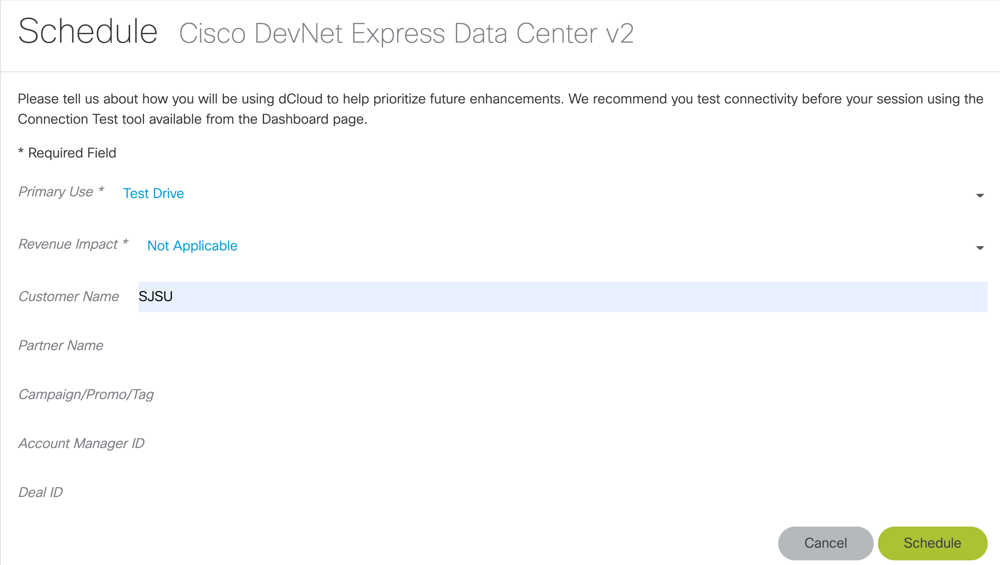 Schedule Cisco DevNet Express Data Center v2
Please tell us about how you will be using dCloud to help prioritize future enhancements. We recommend you test connectivity before your session using the
Connection Test tool available from the Dashboard page.
* Required Field
Primary Use * Test Drive
Revenue Impact * Not Applicable
Customer Name SJSU
Partner Name
Campaign/Promo/Tag
Account Manager ID
Deal ID
Cancel Schedule